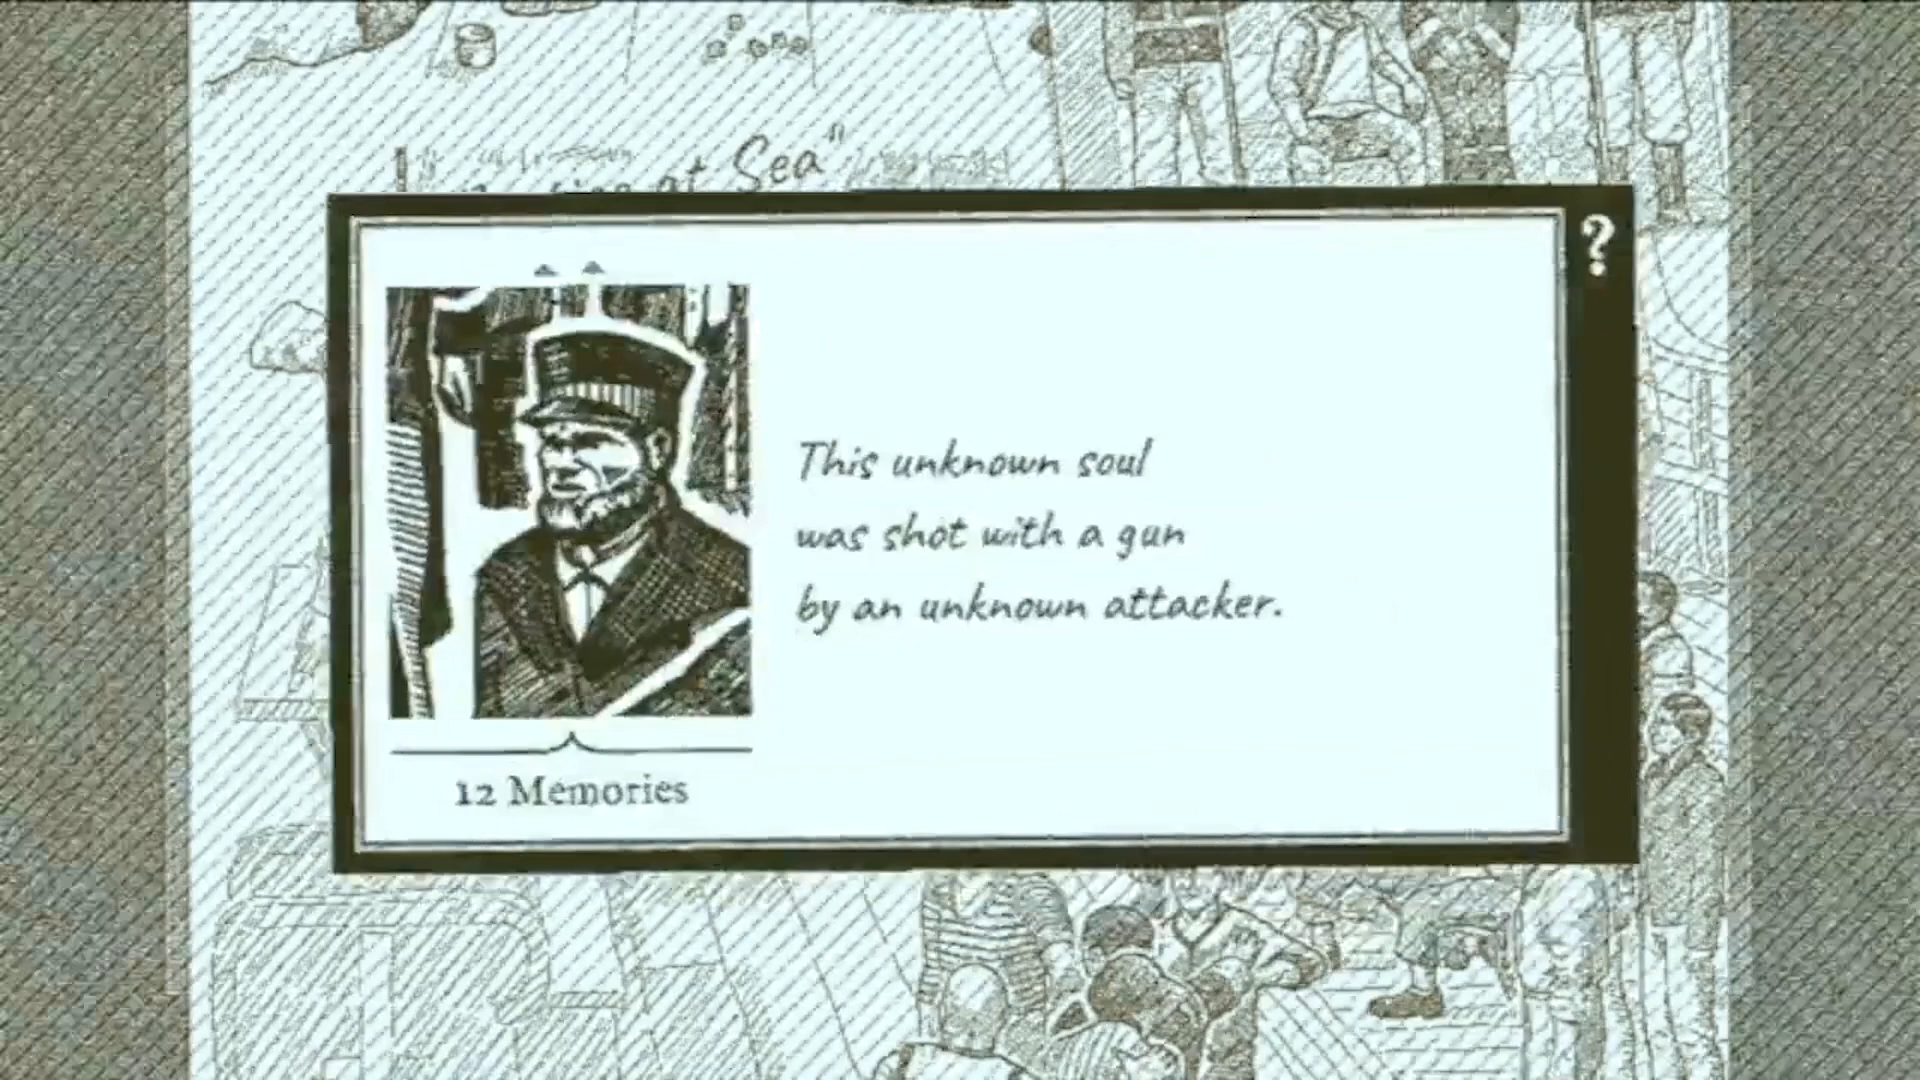 at Sea"
?
This unknown soul
was shot with a gun
by an unknown attacker.
12 Memories